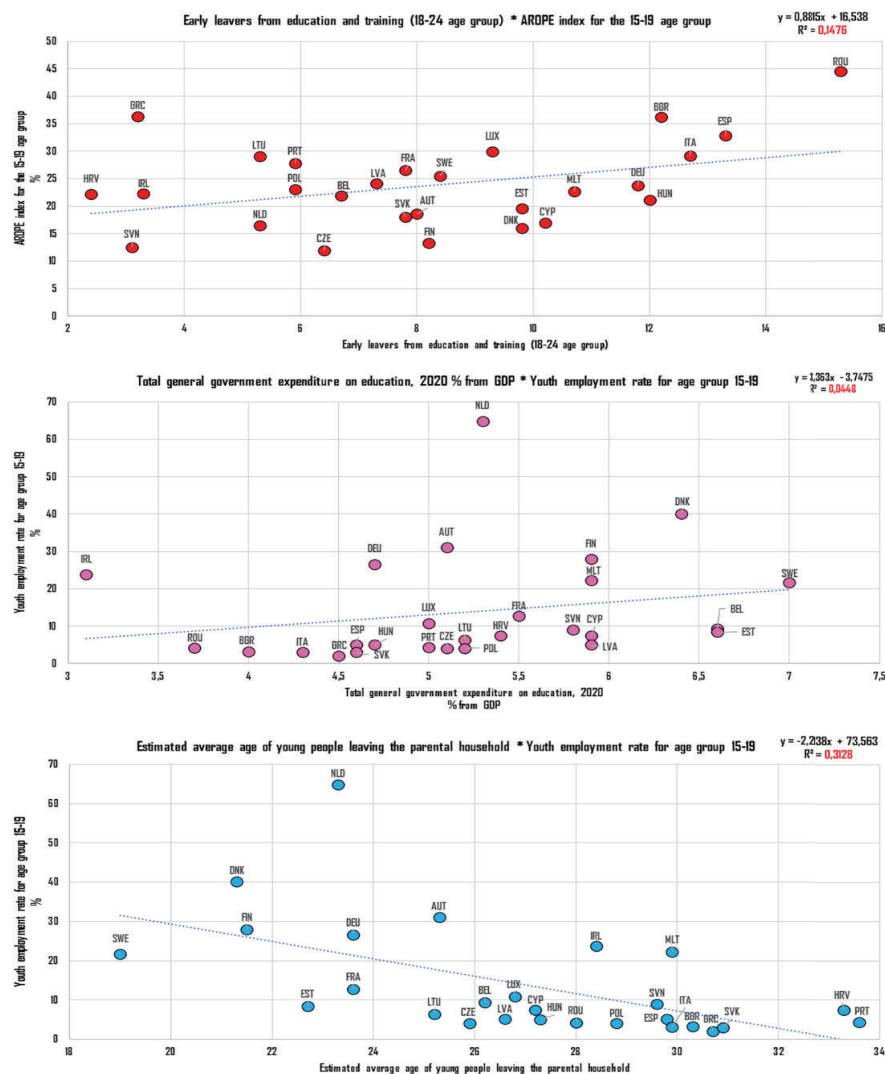 Early leavers from education and training (18-24 age group) * AROPE index for the 15-19 age group
y = 0,8815x + 16,538
R² = 0,1476
AROPE index for the 15-19 age group
%
50
45
40
35
30
25
20
15
10
5
0
ROU
GRC
BGR
ESP
LTU
PRT
LUX
ITA
FRA
SWE
HRV
IRL
POL
BEL
LVA
MLT
DEU
HUN
SVK
AUT
EST
NLD
DNK
CYP
SVN
CZE
FIN
2
4
6
8
10
12
14
16
Early leavers from education and training (18-24 age group)
Total general government expenditure on education, 2020 % from GDP * Youth employment rate for age group 15-19
y = 3,363x - 3,7475
R² = 0,0448
Youth employment rate for age group 15-19
%
70
60
50
40
30
20
10
0
NLD
DNK
AUT
DEU
FIN
IRL
MLT
SWE
LUX
FRA
BEL
ESP
HUN
LTU
HRV
SVN
CYP
EST
ROU
BGR
ITA
GRC
SVK
PRT
CZE
POL
LVA
3
3,5
4
4,5
5
5,5
6
6,5
7
7,5
Total general government expenditure on education, 2020
% from GDP
Estimated average age of young people leaving the parental household * Youth employment rate for age group 15-19
y = -2,2138x + 73,563
R² = 0,3128
Youth employment rate for age group 15-19
%
70
60
50
40
30
20
10
0
NLD
DNK
FIN
DEU
AUT
SWE
IRL
MLT
FRA
EST
LTU
CZE
BEL
LVA
LUX
CYP
HUN
ROU
POL
SVN
ESP
ITA
BGR
GRC
SVK
HRV
PRT
18
20
22
24
26
28
30
32
34
Estimated average age of young people leaving the parental household